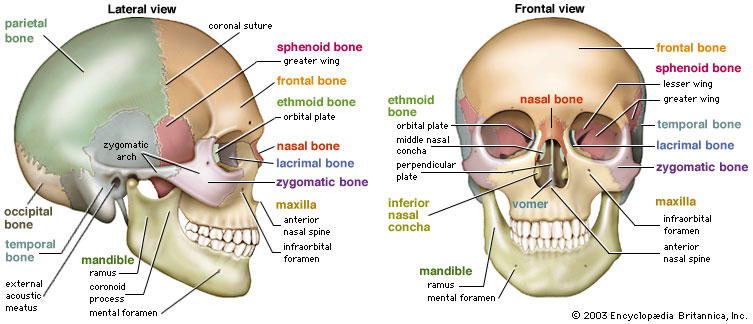 Lateral view
parietal
bone
coronal suture
sphenoid bone
greater wing
frontal bone
ethmoid bone
orbital plate
zygomatic
arch
nasal bone
lacrimal bone
zygomatic bone
maxilla
anterior
nasal spine
infraorbital
foramen
occipital
bone
temporal
bone
external
acoustic
meatus
mandible
ramus
coronoid
process
mental foramen
Frontal view
frontal bone
sphenoid bone
lesser wing
greater wing
nasal bone
ethmoid
bone
orbital plate
middle nasal
concha
perpendicular
plate
temporal bone
lacrimal bone
zygomatic bone
inferior
nasal
concha
vomer
maxilla
infraorbital
foramen
anterior
nasal spine
mandible
ramus
mental foramen
© 2003 Encyclopædia Britannica, Inc.